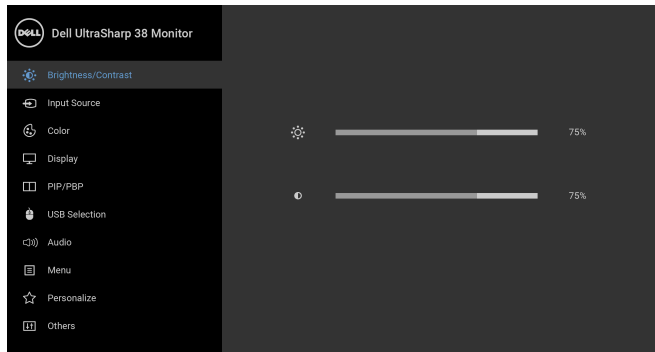 DELL
Dell UltraSharp 38 Monitor
Brightness/Contrast
Input Source
Color
Display
PIP/PBP
USB Selection
Audio
Menu
Personalize
Others
75%
75%